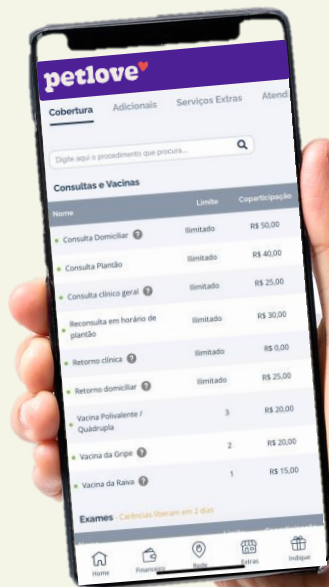 petlove
Cobertura Adicionais Serviços Extras Atend
Digite aqui o procedimento que procura...
Consultas e Vacinas
Nome Limite Coparticipação
Consulta Domiciliar ? Ilimitado R$ 50,00
Consulta Plantão Ilimitado R$ 40,00
Consulta clínico geral ? Ilimitado R$ 25,00
Reconsulta em horário de
plantão Ilimitado R$ 30,00
Retorno clínica ? Ilimitado R$ 0,00
Retorno domiciliar ? Ilimitado R$ 25,00
Vacina Polivalente /
Quádrupla 3 R$ 20,00
Vacina da Gripe ? 2 R$ 20,00
Vacina da Raiva ? 1 R$ 15,00
Exames - Carências liberam em 2 dias
Home Financeiro Rede Extras Indique